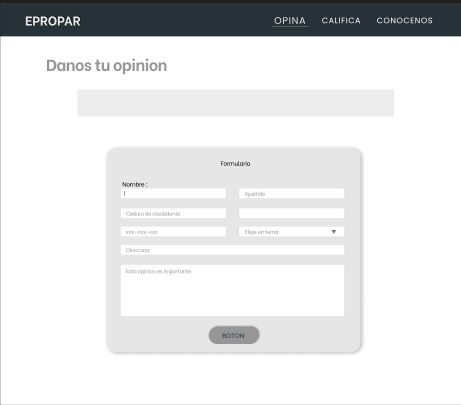 EPROPAR OPINA CALIFICA CONOCENOS
Danos tu opinion
Formulario
Nombre:
Apellido
Cedula de ciudadania
xxx-xxx-xxx Elige un tema:
Direccion:
Toda opinion es importante
BOTON